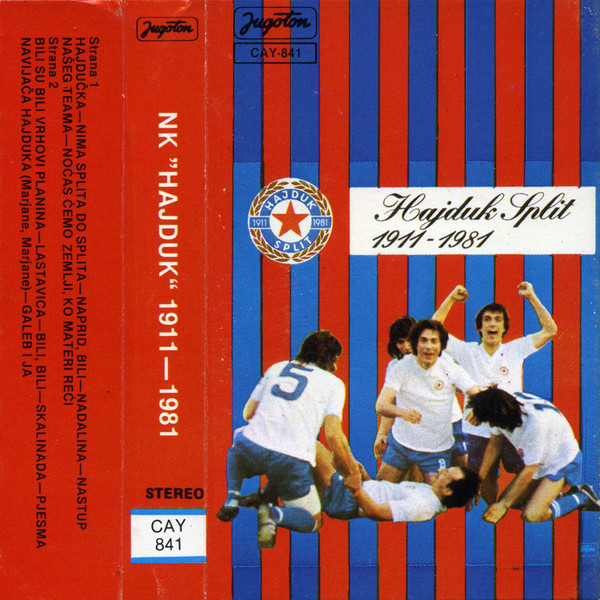 Strana 1
HAJDUČKA—NIMA SPLITA DO SPLITA—NAPRID, BILI—NADALINA—NASTUP
NAŠEG TEAMA—NOĆAS ĆEMO ZEMLJI, KO MATERI REĆI
Strana 2
BILI SU BILI VRHOVI PLANINA—LASTAVICA—BILI, BILI—SKALINADA—PJESMA
NAVIJAČA HAJDUKA (Marjane, Marjane)—GALEB I JA
Jugoton
NK "HAJDUK" 1911—1981
STEREO
CAY
841
Jugoton
CAY-841
HAJDUK
1911 1981
SPLIT
Hajduk Split
1911-1981
5